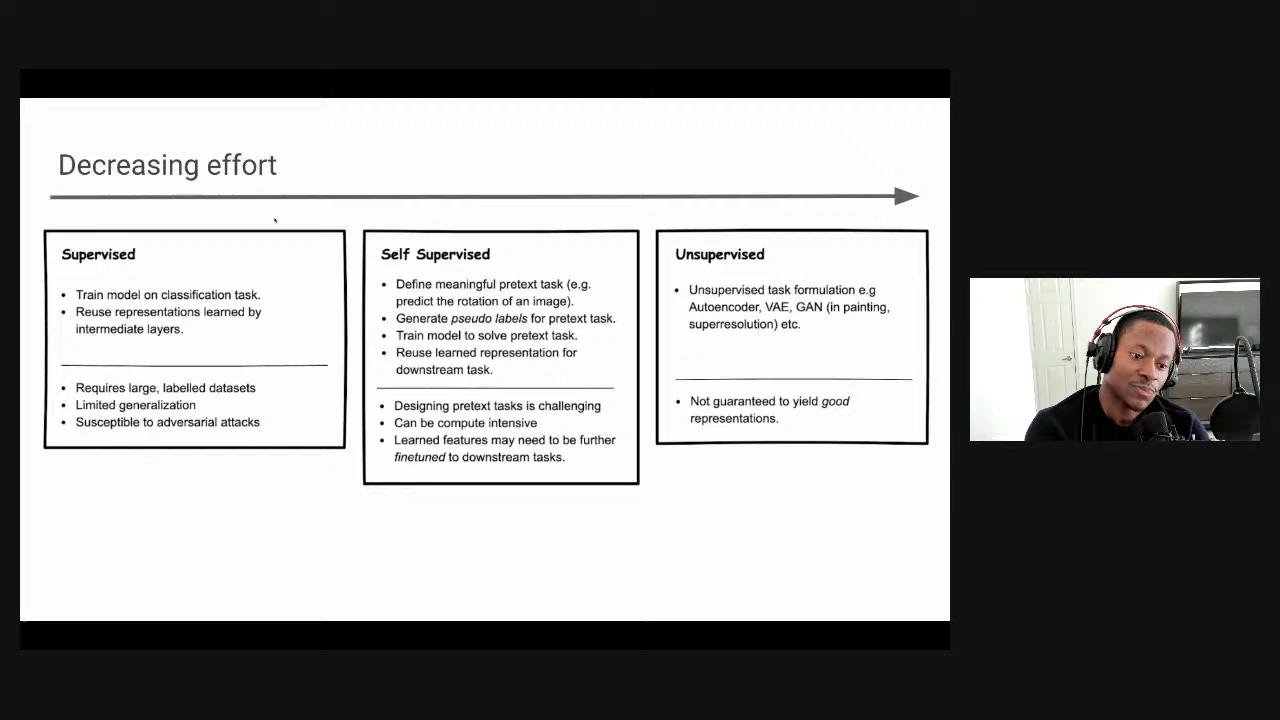 Decreasing effort
Supervised
• Train model on classification task.
• Reuse representations learned by
intermediate layers.
• Requires large, labelled datasets
• Limited generalization
• Susceptible to adversarial attacks
Self Supervised
• Define meaningful pretext task (e.g.
predict the rotation of an image).
• Generate pseudo labels for pretext task.
• Train model to solve pretext task.
• Reuse learned representation for
downstream task.
• Designing pretext tasks is challenging
• Can be compute intensive
• Learned features may need to be further
finetuned to downstream tasks.
Unsupervised
• Unsupervised task formulation e.g
Autoencoder, VAE, GAN (in painting,
superresolution) etc.
• Not guaranteed to yield good
representations.